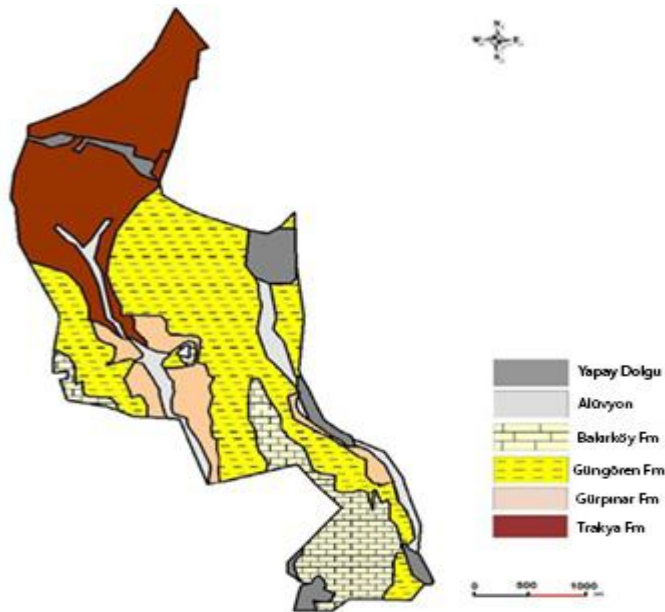 Yapay Dolgu
Alüvyon
Bakırköy Fm
Güngören Fm
Gürpınar Fm
Trakya Fm
0 500 1000